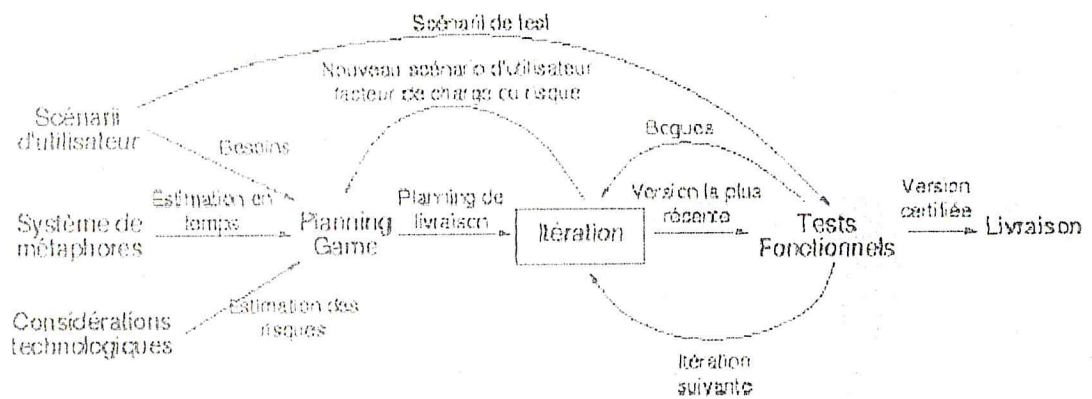 Scénarii de test
Nouveau scénario d'utilisateur
facteur de charge ou risque
Scénarii
d'utilisateur
Besoins
Bogues
Système de
métaphores
Estimation en
temps
Planning
Game
Planning de
livraison
Itération
Version la plus
récente
Tests
Fonctionnels
Version
certifiée
Livraison
Considérations
technologiques
Estimation des
risques
Itération
suivante